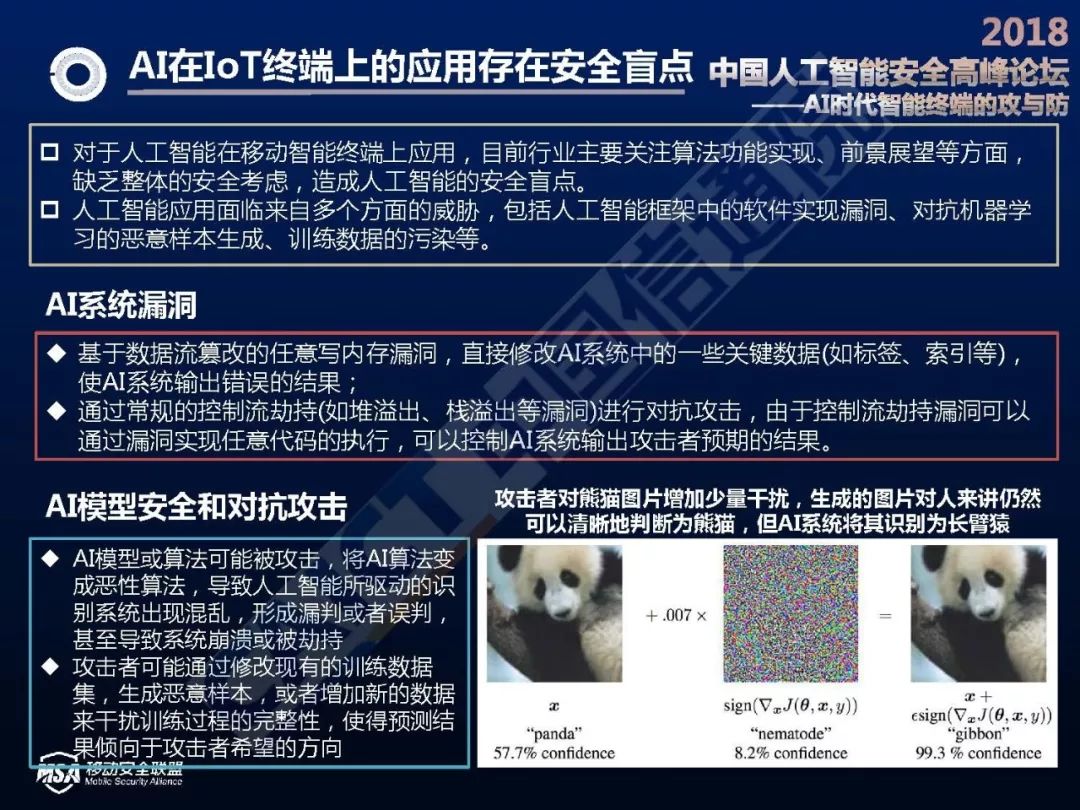 2018
AI在IoT终端上的应用存在安全盲点
中国人工智能安全高峰论坛
——AI时代智能终端的攻与防
对于人工智能在移动智能终端上应用，目前行业主要关注算法功能实现、前景展望等方面，
缺乏整体的安全考虑，造成人工智能的安全盲点。
人工智能应用面临来自多个方面的威胁，包括人工智能框架中的软件实现漏洞、对抗机器学
习的恶意样本生成、训练数据的污染等。
AI系统漏洞
基于数据流篡改的任意写内存漏洞，直接修改AI系统中的一些关键数据(如标签、索引等)，
使AI系统输出错误的结果；
通过常规的控制流劫持(如堆溢出、栈溢出等漏洞)进行对抗攻击，由于控制流劫持漏洞可以
通过漏洞实现任意代码的执行，可以控制AI系统输出攻击者预期的结果。
AI模型安全和对抗攻击
AI模型或算法可能被攻击，将AI算法变
成恶性算法，导致人工智能所驱动的识
别系统出现混乱，形成漏判或者误判，
甚至导致系统崩溃或被劫持
攻击者可能通过修改现有的训练数据
集，生成恶意样本，或者增加新的数据
来干扰训练过程的完整性，使得预测结
果倾向于攻击者希望的方向
攻击者对熊猫图片增加少量干扰，生成的图片对人来讲仍然
可以清晰地判断为熊猫，但AI系统将其识别为长臂猿
+ .007 ×
=
x
"panda"
57.7% confidence
sign(∇xJ(θ, x, y))
"nematode"
8.2% confidence
x +
ϵsign(∇xJ(θ, x, y))
"gibbon"
99.3 % confidence
MSA 移动安全联盟
Mobile Security Alliance
中国信通院